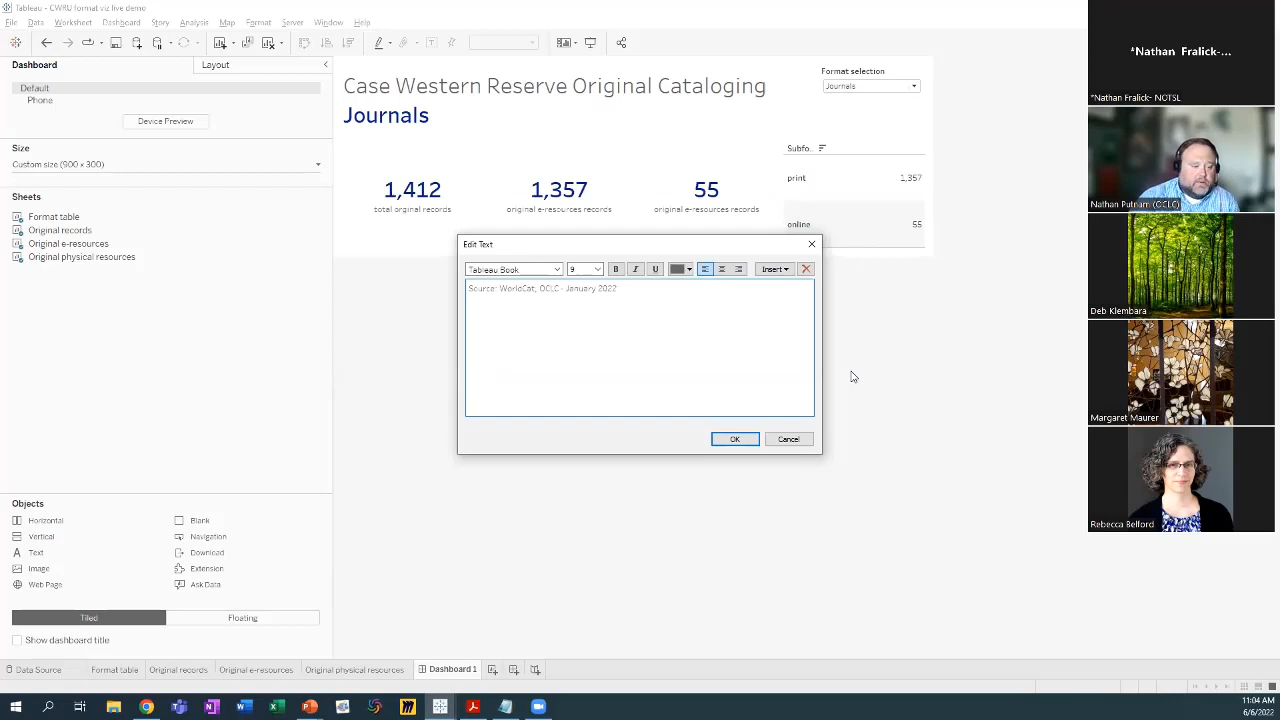 Tableau - CWRU format viz live demo
File Data Worksheet Dashboard Story Analysis Map Format Server Window Help
Dashboard
Layout
Default
Phone
Device Preview
Size
Custom size (900 x 300)
Sheets
Format table
Original records
Original e-resources
Original physical resources
Objects
Horizontal
Blank
Vertical
Navigation
Text
Download
Image
Extension
Web Page
Ask Data
Tiled
Floating
Show dashboard title
Case Western Reserve Original Cataloging
Journals
Format selection
Journals
1,412
total orginal records
1,357
original e-resources records
55
original e-resources records
Subfo..
print 1,357
online 55
Edit Text
Tableau Book 9 B I U Insert
Source: WorldCat, OCLC - January 2022
OK
Cancel
*Nathan Fralick-...
*Nathan Fralick- NOTSL
Nathan Putnam (OCLC)
Deb Klembara
Margaret Maurer
Rebecca Belford
Data Source Format table Original records Original e-resources Original physical resources Dashboard 1
11:04 AM
6/6/2022